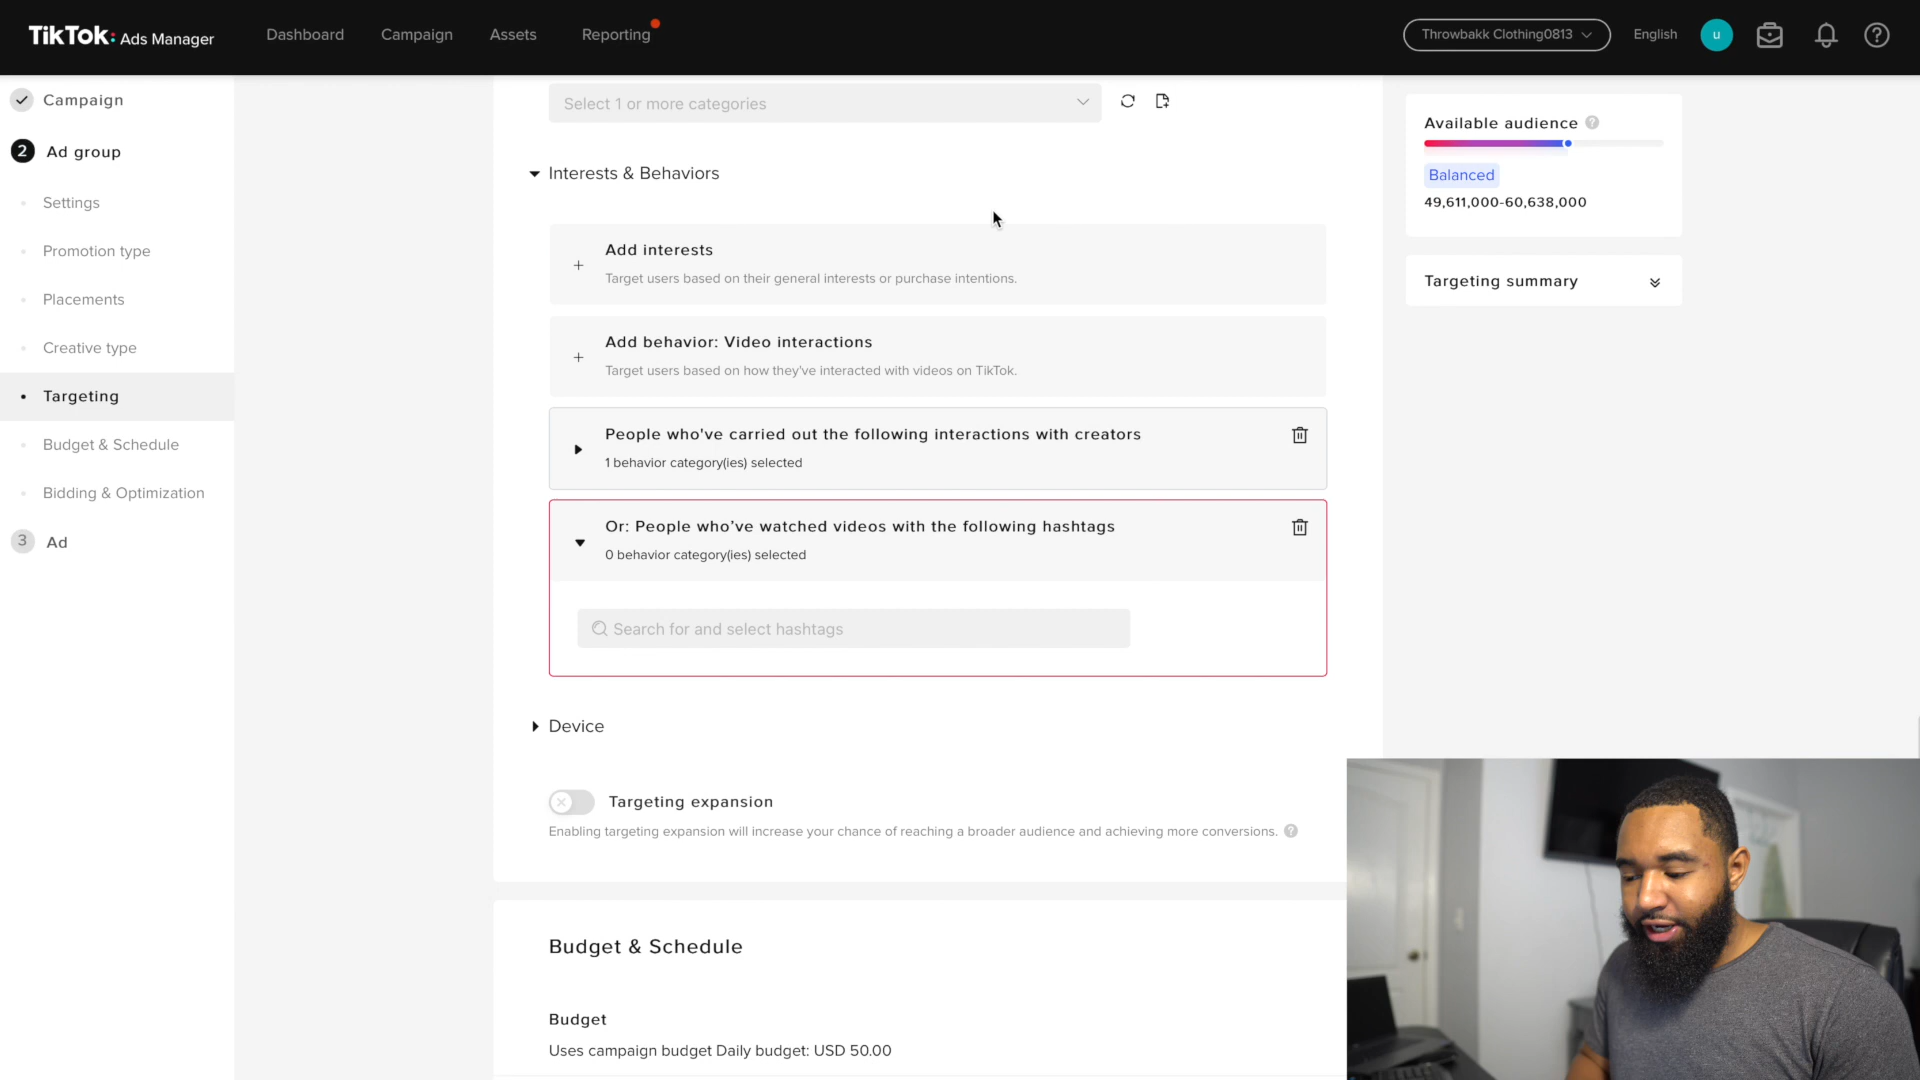 TikTok: Ads Manager
Dashboard
Campaign
Assets
Reporting
Throwbakk Clothing0813
English
u
Campaign
2 Ad group
Settings
Promotion type
Placements
Creative type
Targeting
Budget & Schedule
Bidding & Optimization
3 Ad
Select 1 or more categories
Interests & Behaviors
Add interests
Target users based on their general interests or purchase intentions.
Add behavior: Video interactions
Target users based on how they've interacted with videos on TikTok.
People who've carried out the following interactions with creators
1 behavior category(ies) selected
Or: People who’ve watched videos with the following hashtags
0 behavior category(ies) selected
Search for and select hashtags
Device
Targeting expansion
Enabling targeting expansion will increase your chance of reaching a broader audience and achieving more conversions.
Budget & Schedule
Budget
Uses campaign budget Daily budget: USD 50.00
Available audience
Balanced
49,611,000-60,638,000
Targeting summary